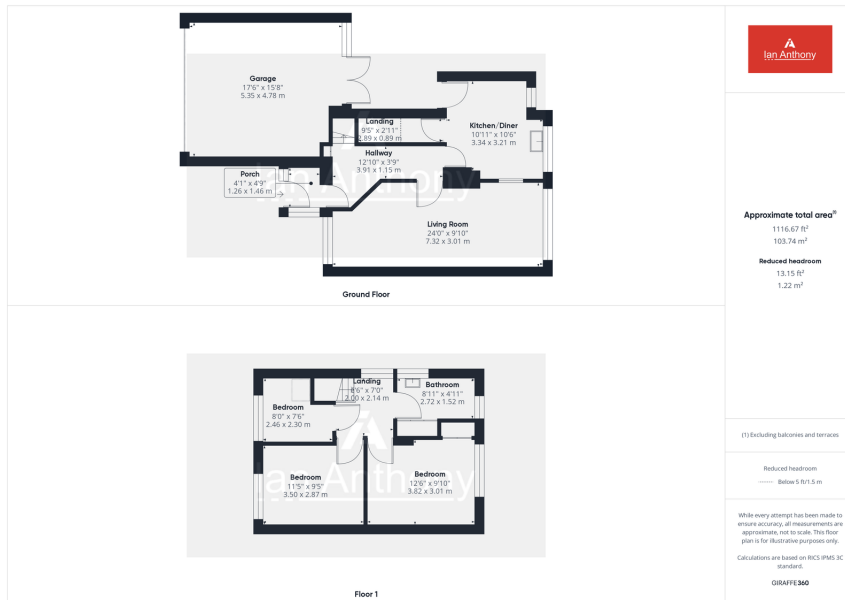 Garage
17'6" x 15'8"
5.35 x 4.78 m
Landing
9'5" x 2'11"
2.89 x 0.89 m
Kitchen/Diner
10'11" x 10'6"
3.34 x 3.21 m
Hallway
12'10" x 3'9"
3.91 x 1.15 m
Porch
4'1" x 4'9"
1.26 x 1.46 m
Ian Anthony
Living Room
24'0" x 9'10"
7.32 x 3.01 m
Ground Floor
Landing
6'6" x 7'0"
2.00 x 2.14 m
Bathroom
8'11" x 4'11"
2.72 x 1.52 m
Bedroom
8'0" x 7'6"
2.46 x 2.30 m
Bedroom
11'5" x 9'5"
3.50 x 2.87 m
Bedroom
12'6" x 9'10"
3.82 x 3.01 m
Ian Anthony
Floor 1
Ian Anthony
Approximate total area⁽¹⁾
1116.67 ft²
103.74 m²
Reduced headroom
13.15 ft²
1.22 m²
(1) Excluding balconies and terraces
Reduced headroom
Below 5 ft/1.5 m
While every attempt has been made to
ensure accuracy, all measurements are
approximate, not to scale. This floor
plan is for illustrative purposes only.
Calculations are based on RICS IPMS 3C
standard.
GIRAFFE360